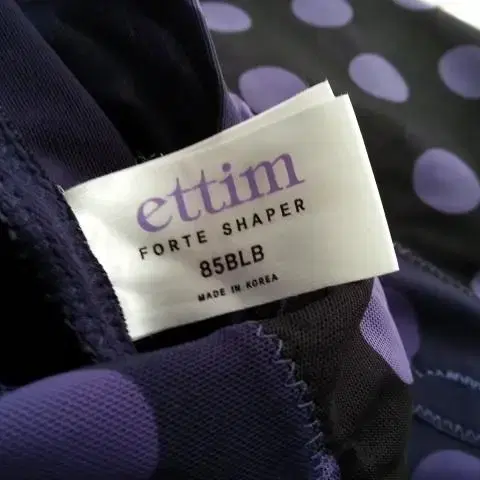 ettim
FORTE SHAPER
85BLB
MADE IN KOREA